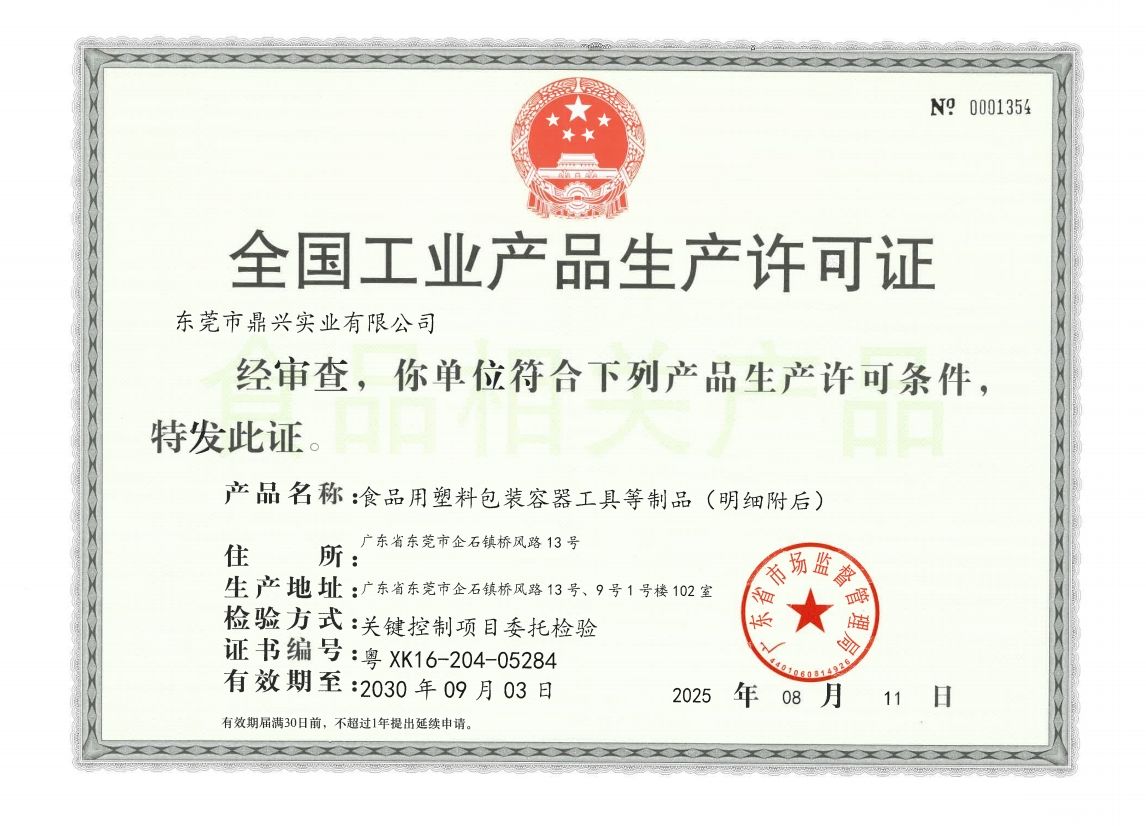 № 0001354
全国工业产品生产许可证
东莞市鼎兴实业有限公司
食品相关产品
经审查，你单位符合下列产品生产许可条件，
特发此证。
产品名称：食品用塑料包装容器工具等制品（明细附后）
住所：广东省东莞市企石镇桥风路13号
生产地址：广东省东莞市企石镇桥风路13号、9号1号楼102室
检验方式：关键控制项目委托检验
证书编号：粤XK16-204-05284
有效期至：2030年09月03日
广东省市场监督管理局
4401060814926
2025年08月11日
有效期届满30日前，不超过1年提出延续申请。